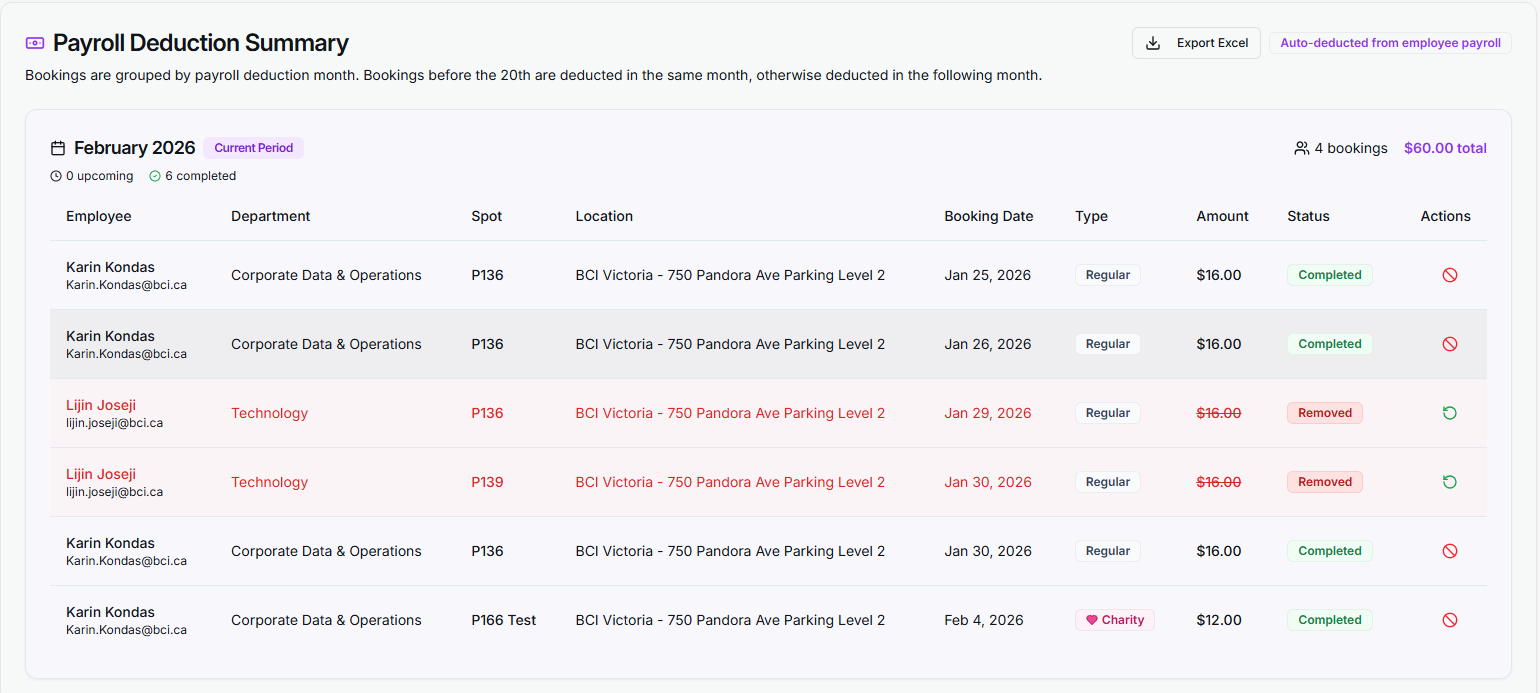 Payroll Deduction Summary
Export Excel
Auto-deducted from employee payroll
Bookings are grouped by payroll deduction month. Bookings before the 20th are deducted in the same month, otherwise deducted in the following month.
February 2026 Current Period
4 bookings $60.00 total
0 upcoming 6 completed
Employee Department Spot Location Booking Date Type Amount Status Actions
Karin Kondas
Karin.Kondas@bci.ca
Corporate Data & Operations P136 BCI Victoria - 750 Pandora Ave Parking Level 2 Jan 25, 2026 Regular $16.00 Completed
Karin Kondas
Karin.Kondas@bci.ca
Corporate Data & Operations P136 BCI Victoria - 750 Pandora Ave Parking Level 2 Jan 26, 2026 Regular $16.00 Completed
Lijin Joseji
lijin.joseji@bci.ca
Technology P136 BCI Victoria - 750 Pandora Ave Parking Level 2 Jan 29, 2026 Regular $16.00 Removed
Lijin Joseji
lijin.joseji@bci.ca
Technology P139 BCI Victoria - 750 Pandora Ave Parking Level 2 Jan 30, 2026 Regular $16.00 Removed
Karin Kondas
Karin.Kondas@bci.ca
Corporate Data & Operations P136 BCI Victoria - 750 Pandora Ave Parking Level 2 Jan 30, 2026 Regular $16.00 Completed
Karin Kondas
Karin.Kondas@bci.ca
Corporate Data & Operations P166 Test BCI Victoria - 750 Pandora Ave Parking Level 2 Feb 4, 2026 Charity $12.00 Completed